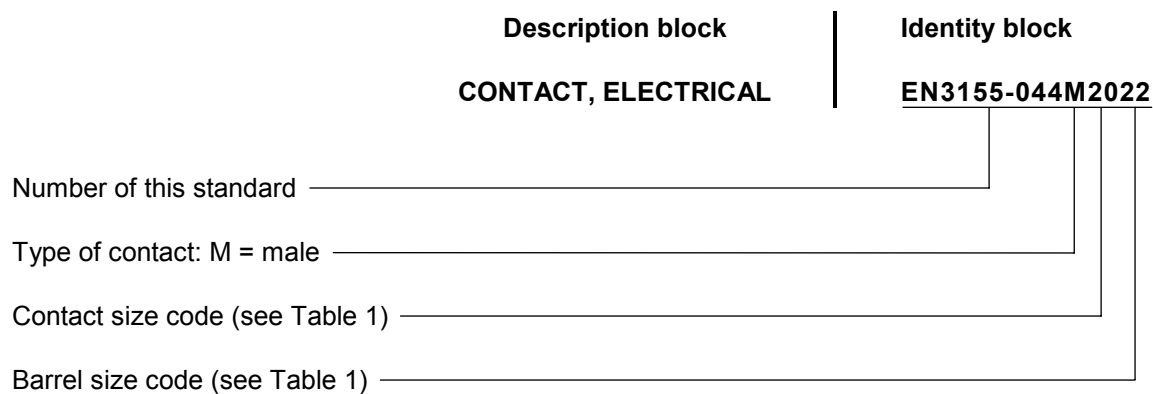 Description block Identity block
CONTACT, ELECTRICAL EN3155-044M2022
Number of this standard
Type of contact: M = male
Contact size code (see Table 1)
Barrel size code (see Table 1)